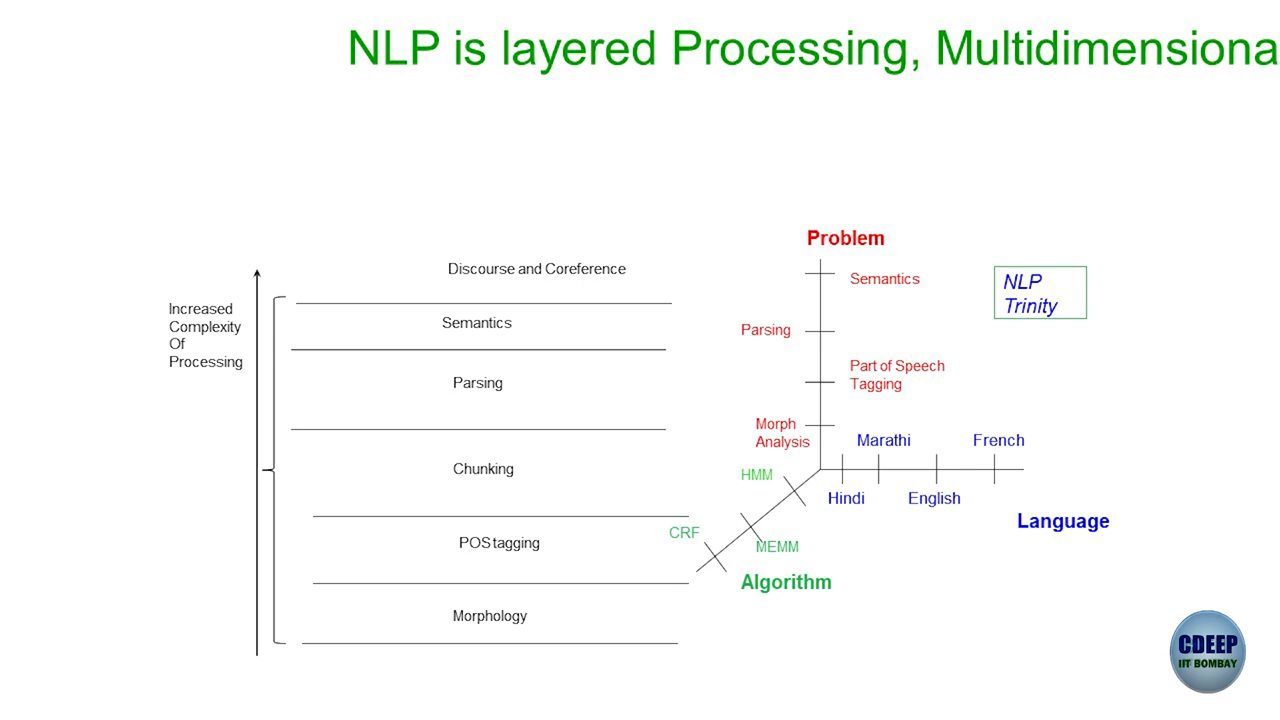 NLP is layered Processing, Multidimensiona
Increased
Complexity
Of
Processing
Discourse and Coreference
Semantics
Parsing
Chunking
POS tagging
Morphology
Problem
Semantics
Parsing
Part of Speech
Tagging
Morph
Analysis
NLP
Trinity
Marathi
French
Hindi
English
Language
HMM
CRF
MEMM
Algorithm
CDEEP
IIT BOMBAY